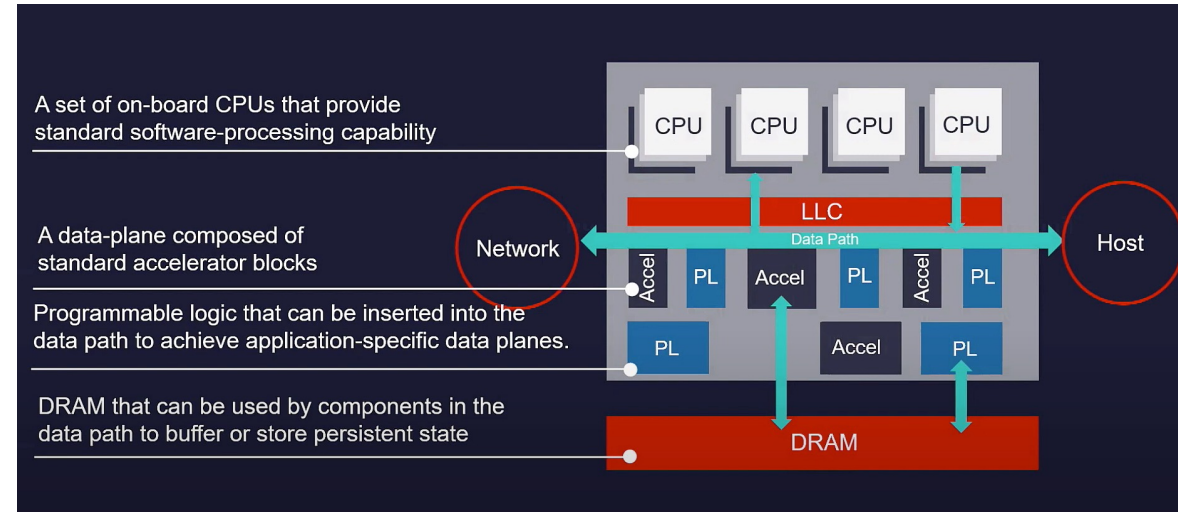 A set of on-board CPUs that provide
standard software-processing capability
A data-plane composed of
standard accelerator blocks
Programmable logic that can be inserted into the
data path to achieve application-specific data planes.
DRAM that can be used by components in the
data path to buffer or store persistent state
CPU CPU CPU CPU
LLC
Data Path
Network
Host
Accel PL Accel PL Accel PL
PL Accel PL
DRAM